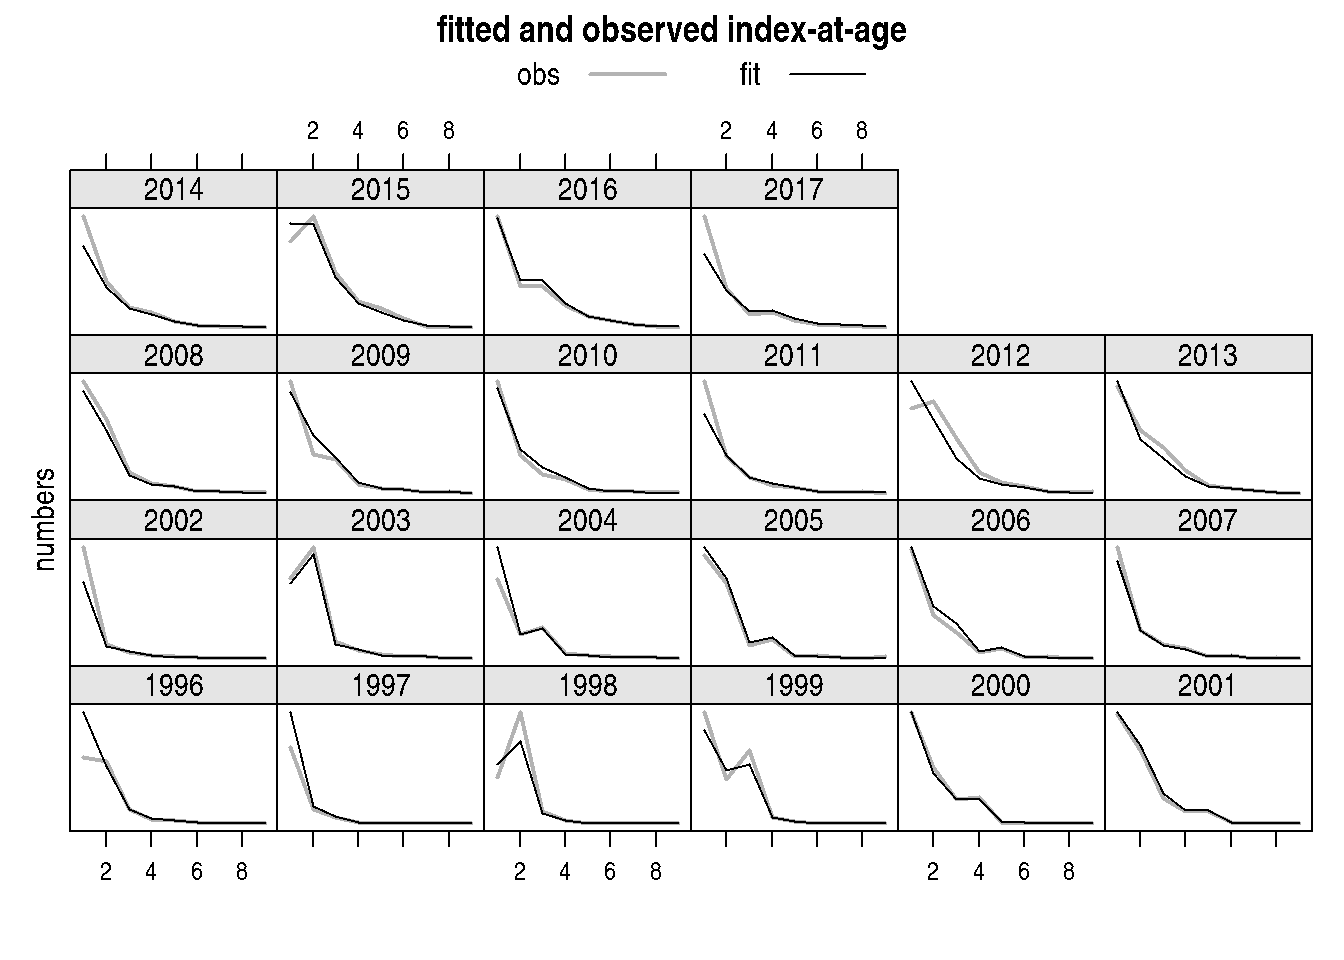 fitted and observed index-at-age
obs fit
2 4 6 8 2 4 6 8
2014 2015 2016 2017
2008 2009 2010 2011 2012 2013
numbers
2002 2003 2004 2005 2006 2007
1996 1997 1998 1999 2000 2001
2 4 6 8 2 4 6 8 2 4 6 8